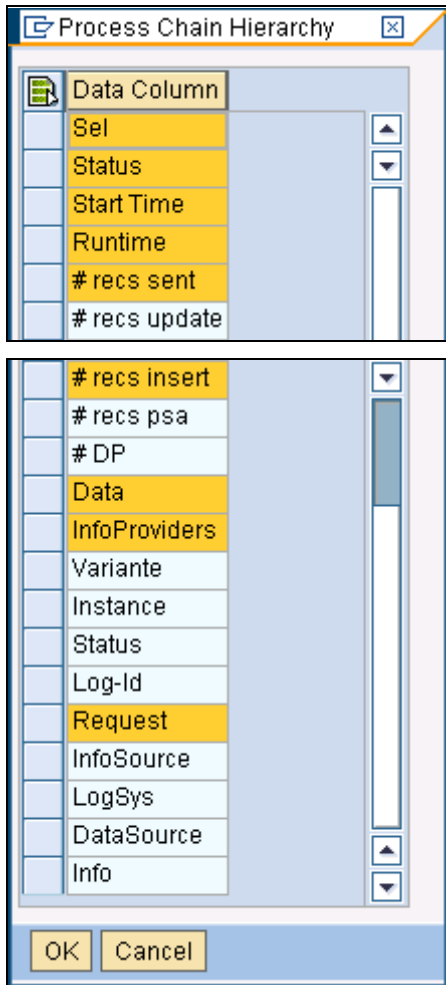 Process Chain Hierarchy
Data Column
Sel
Status
Start Time
Runtime
# recs sent
# recs update
# recs insert
# recs psa
# DP
Data
InfoProviders
Variante
Instance
Status
Log-Id
Request
InfoSource
LogSys
DataSource
Info
OK Cancel